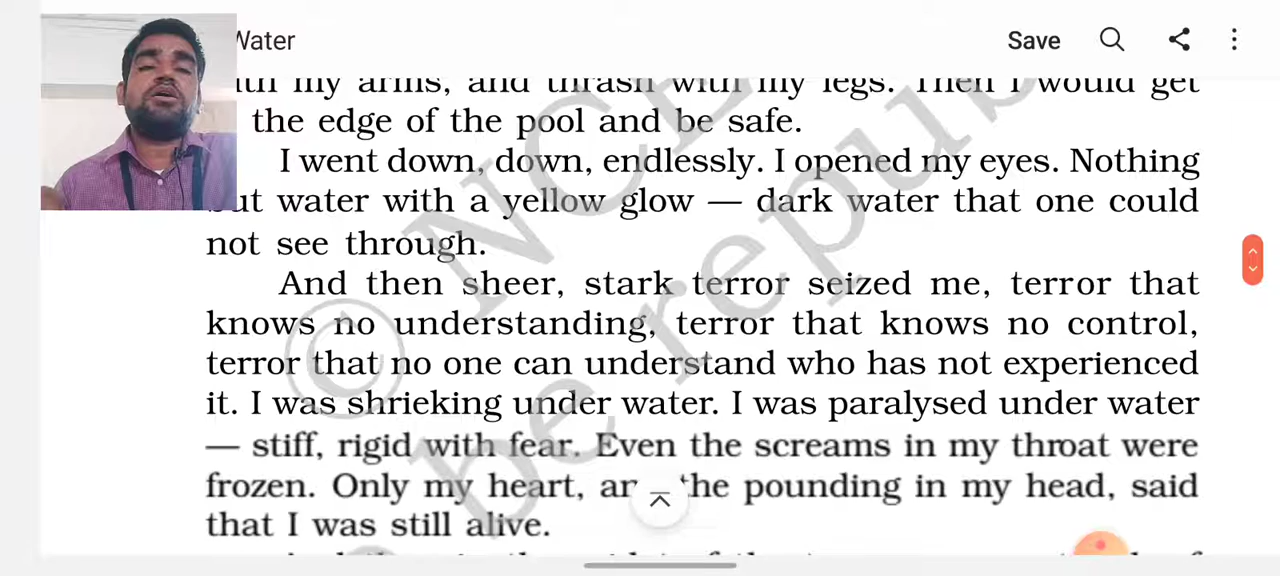 Water
Save
my arms, and thrash with my legs. Then I would get
the edge of the pool and be safe.
I went down, down, endlessly. I opened my eyes. Nothing
but water with a yellow glow — dark water that one could
not see through.
And then sheer, stark terror seized me, terror that
knows no understanding, terror that knows no control,
terror that no one can understand who has not experienced
it. I was shrieking under water. I was paralysed under water
— stiff, rigid with fear. Even the screams in my throat were
frozen. Only my heart, the pounding in my head, said
that I was still alive.
© NCE
be repub